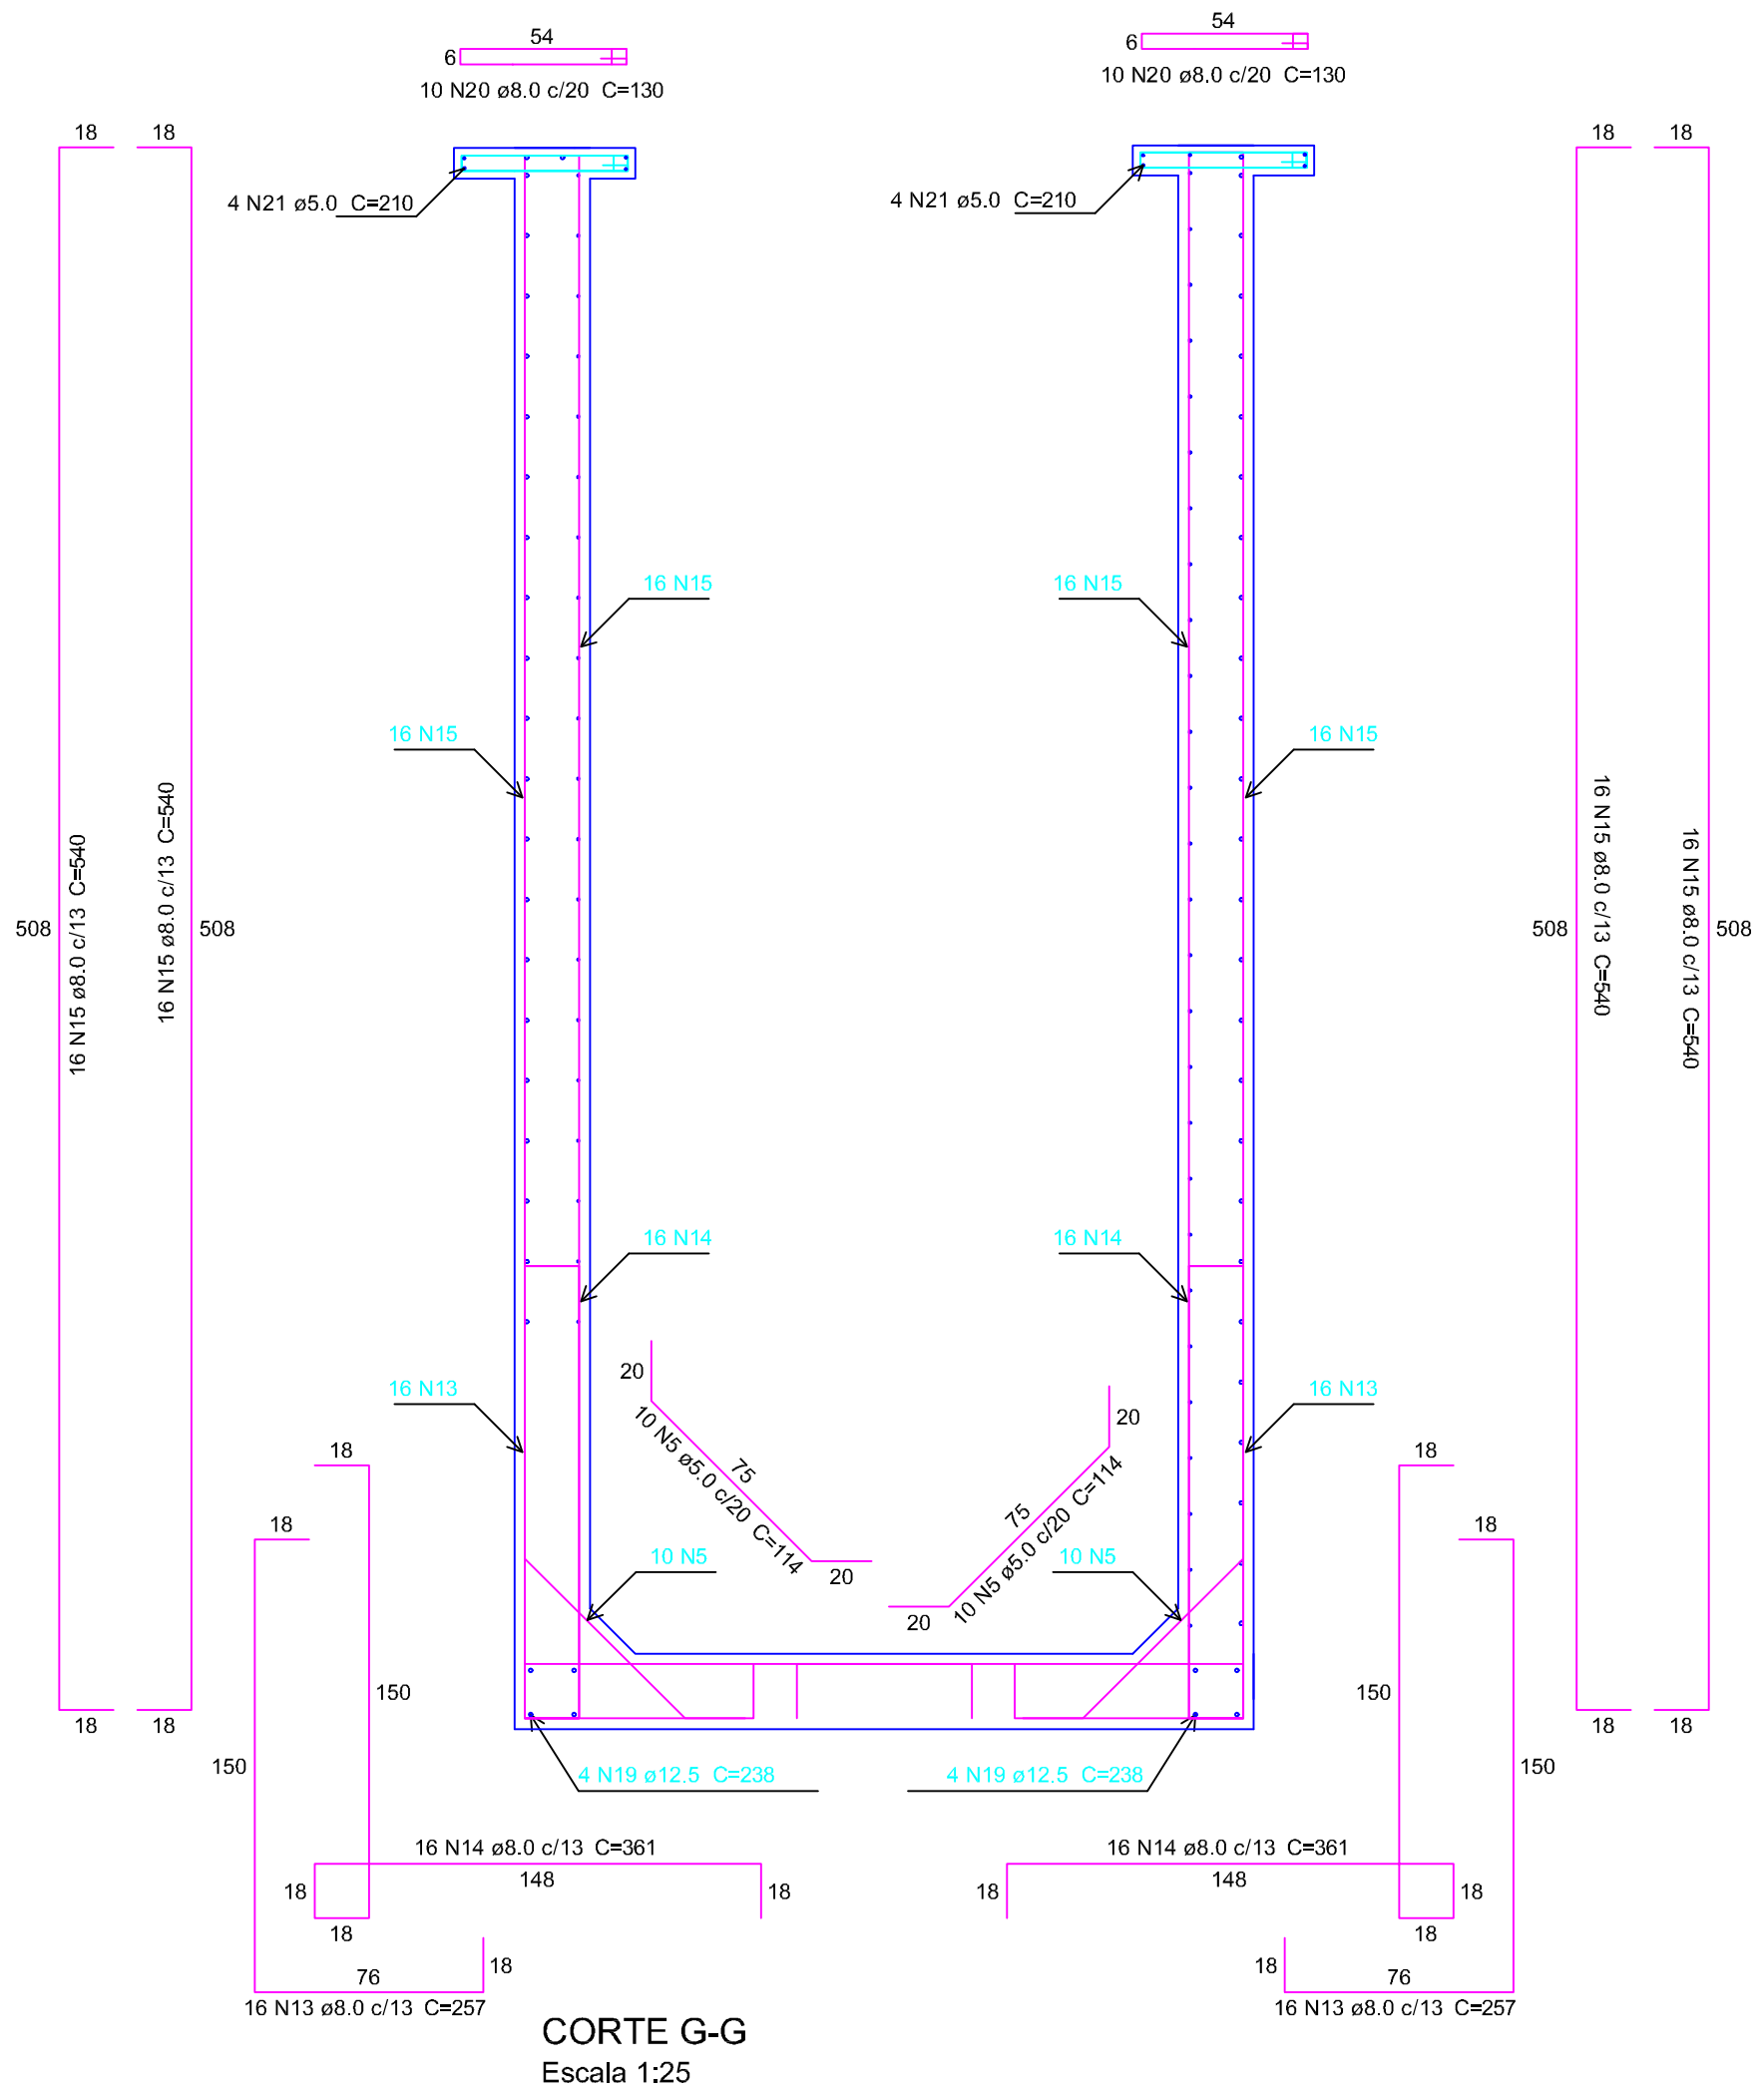 54
6
10 N20 ø8.0 c/20 C=130
54
6
10 N20 ø8.0 c/20 C=130
18
18
18
18
4 N21 ø5.0 C=210
4 N21 ø5.0 C=210
16 N15
16 N15
16 N15
16 N15
16 N15 ø8.0 c/13 C=540
16 N15 ø8.0 c/13 C=540
16 N15 ø8.0 c/13 C=540
16 N15 ø8.0 c/13 C=540
508
508
508
508
16 N14
16 N14
20
10 N5 ø5.0 c/20 C=114
75
20
20
10 N5 ø5.0 c/20 C=114
75
20
16 N13
16 N13
18
18
18
18
10 N5
10 N5
150
150
18
18
18
18
150
150
4 N19 ø12.5 C=238
4 N19 ø12.5 C=238
16 N14 ø8.0 c/13 C=361
148
18
18
18
16 N14 ø8.0 c/13 C=361
148
18
18
18
18
76
16 N13 ø8.0 c/13 C=257
18
76
16 N13 ø8.0 c/13 C=257
CORTE G-G
Escala 1:25